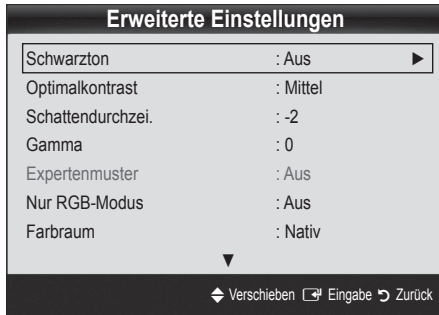 Erweiterte Einstellungen
Schwarzton : Aus ►
Optimalkontrast : Mittel
Schattendurchzei. : -2
Gamma : 0
Expertenmuster : Aus
Nur RGB-Modus : Aus
Farbraum : Nativ
▼
Verschieben Eingabe Zurück